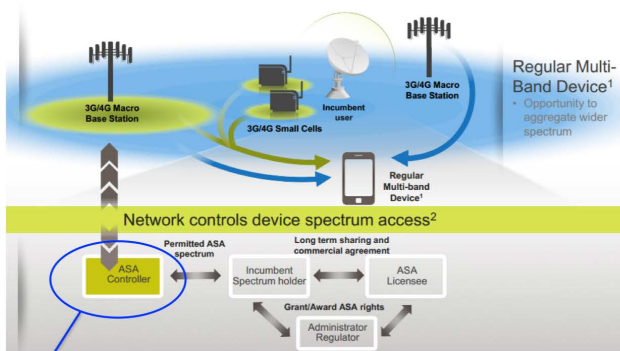 3G/4G Macro
Base Station
3G/4G Small Cells
Incumbent
user
3G/4G Macro
Base Station
Regular Multi-
Band Device¹
• Opportunity to
aggregate wider
spectrum
Regular
Multi-band
Device¹
Network controls device spectrum access²
Permitted ASA
spectrum
Long term sharing and
commercial agreement
ASA
Controller
Incumbent
Spectrum holder
ASA
Licensee
Grant/Award ASA rights
Administrator
Regulator